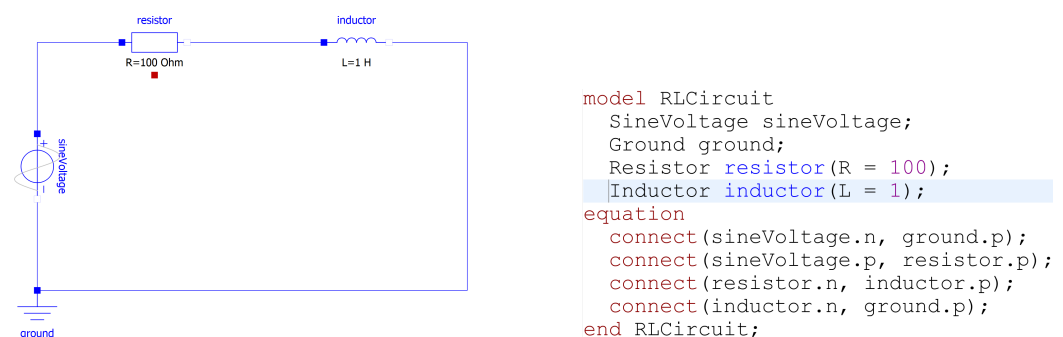 resistor
inductor
R=100 Ohm
L=1 H
+
sineVoltage
−
ground
model RLCircuit
  SineVoltage sineVoltage;
  Ground ground;
  Resistor resistor(R = 100);
  Inductor inductor(L = 1);
equation
  connect(sineVoltage.n, ground.p);
  connect(sineVoltage.p, resistor.p);
  connect(resistor.n, inductor.p);
  connect(inductor.n, ground.p);
end RLCircuit;